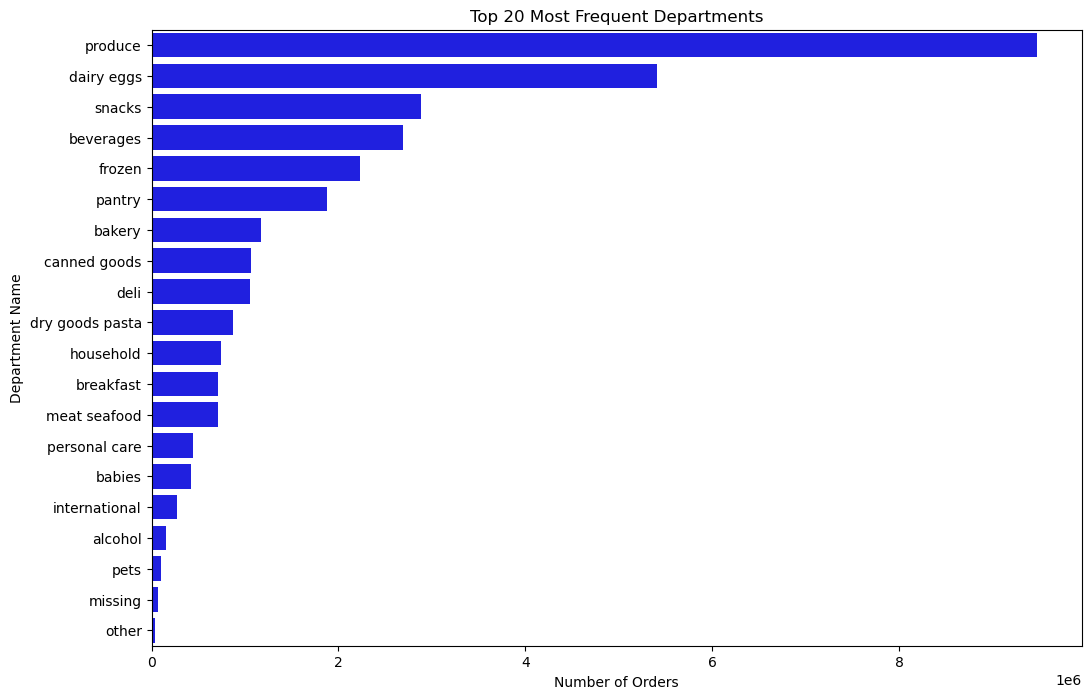 Top 20 Most Frequent Departments
Department Name
produce
dairy eggs
snacks
beverages
frozen
pantry
bakery
canned goods
deli
dry goods pasta
household
breakfast
meat seafood
personal care
babies
international
alcohol
pets
missing
other
0 2 4 6 8
1e6
Number of Orders